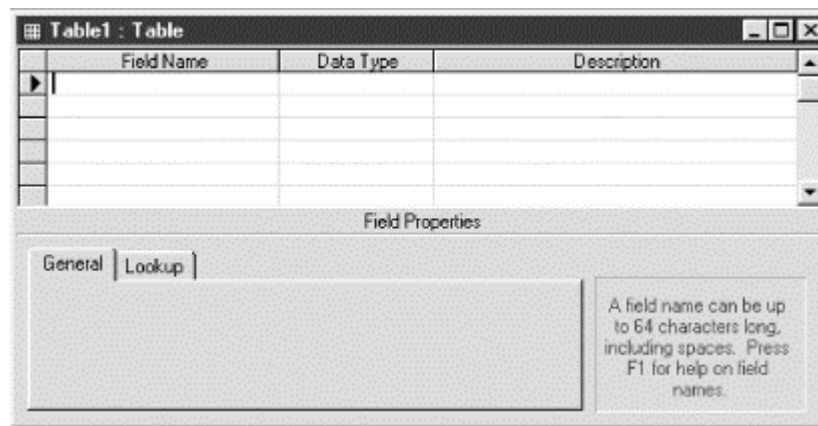 Table1 : Table
Field Name Data Type Description
Field Properties
General Lookup
A field name can be up
to 64 characters long,
including spaces. Press
F1 for help on field
names.